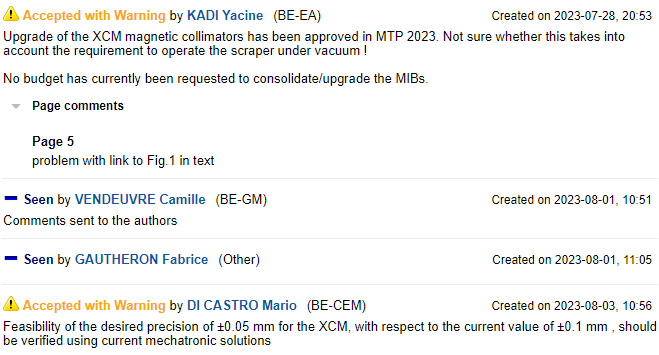 Accepted with Warning by KADI Yacine (BE-EA) Created on 2023-07-28, 20:53
Upgrade of the XCM magnetic collimators has been approved in MTP 2023. Not sure whether this takes into
account the requirement to operate the scraper under vacuum !
No budget has currently been requested to consolidate/upgrade the MIBs.
Page comments
Page 5
problem with link to Fig.1 in text
Seen by VENDEUVRE Camille (BE-GM) Created on 2023-08-01, 10:51
Comments sent to the authors
Seen by GAUTHERON Fabrice (Other) Created on 2023-08-01, 11:05
Accepted with Warning by DI CASTRO Mario (BE-CEM) Created on 2023-08-03, 10:56
Feasibility of the desired precision of ±0.05 mm for the XCM, with respect to the current value of ±0.1 mm , should
be verified using current mechatronic solutions